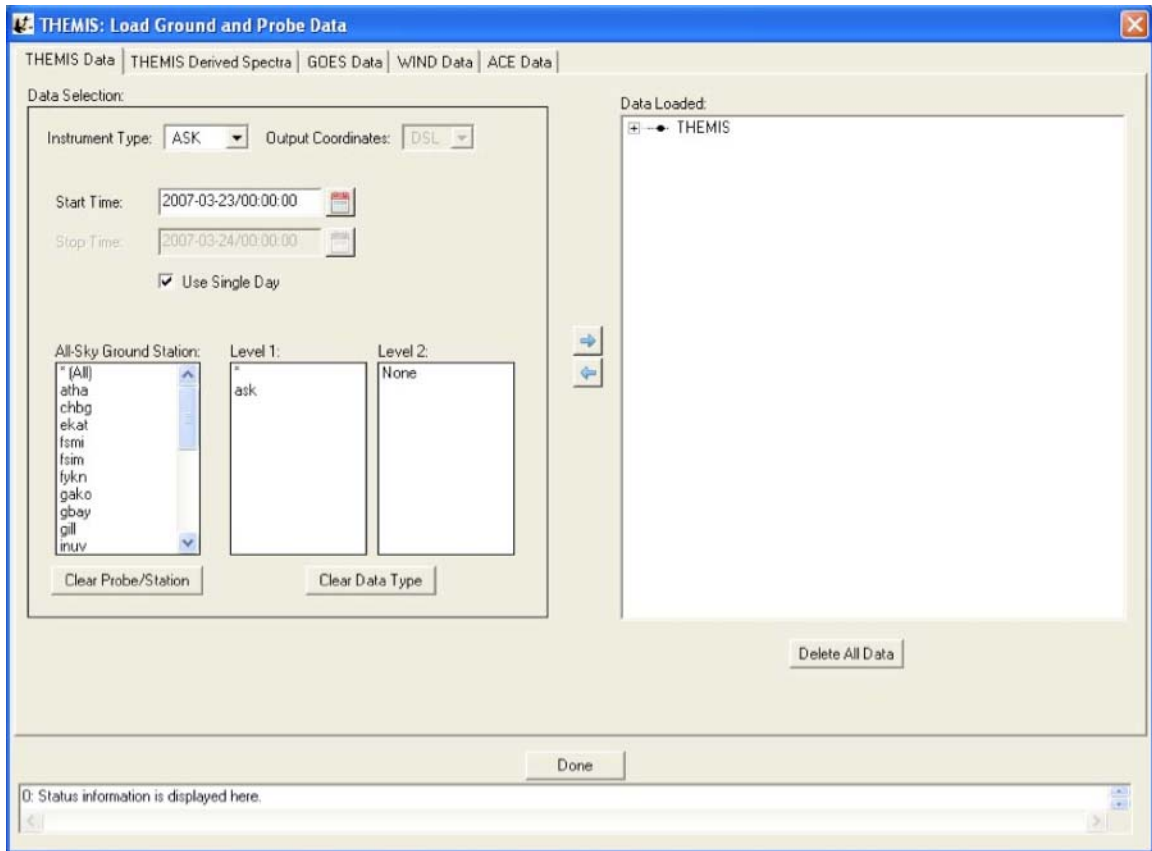 THEMIS: Load Ground and Probe Data
THEMIS Data
THEMIS Derived Spectra
GOES Data
WIND Data
ACE Data
Data Selection:
Instrument Type:
ASK
Output Coordinates:
DSL
Start Time:
2007-03-23/00:00:00
Stop Time:
2007-03-24/00:00:00
Use Single Day
All-Sky Ground Station:
* (All)
atha
chbg
ekat
fsmi
fsim
fykn
gako
gbay
gill
inuv
Level 1:
*
ask
Level 2:
None
Clear Probe/Station
Clear Data Type
Data Loaded:
THEMIS
Delete All Data
Done
0: Status information is displayed here.